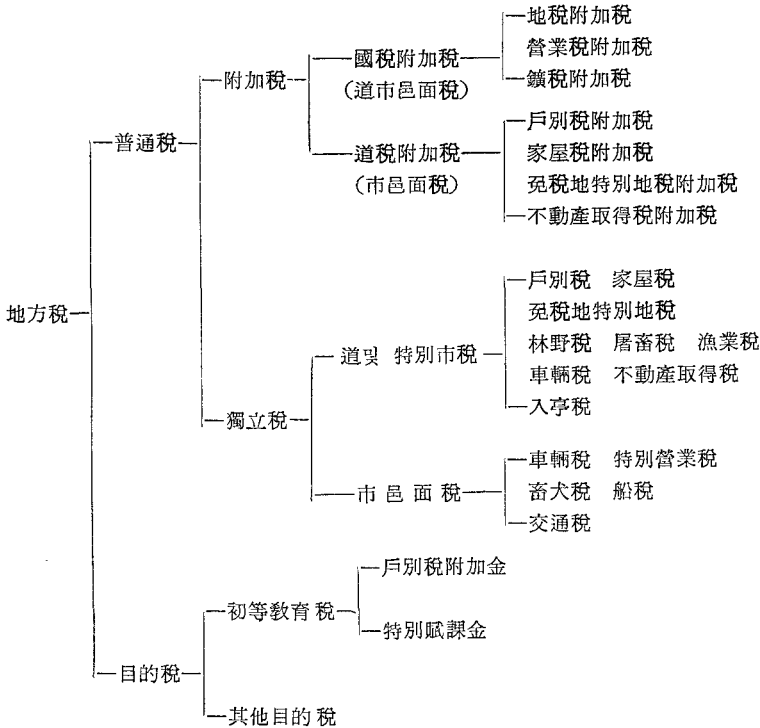 地稅附加稅
國稅附加稅
營業稅附加稅
附加稅
(道市邑面稅)
鑛稅附加稅
戶別稅附加稅
普通稅
道稅附加稅
家屋稅附加稅
(市邑面稅)
免稅地特別地稅附加稅
不動產取得稅附加稅
地方稅
戶別稅 家屋稅
免稅地特別地稅
道및 特別市稅
林野稅 屠畜稅 漁業稅
車輛稅 不動產取得稅
獨立稅
入亭稅
車輛稅 特別營業稅
市邑面稅
畜犬稅 船稅
交通稅
戶別稅附加金
初等敎育稅
特別賦課金
目的稅
其他目的稅